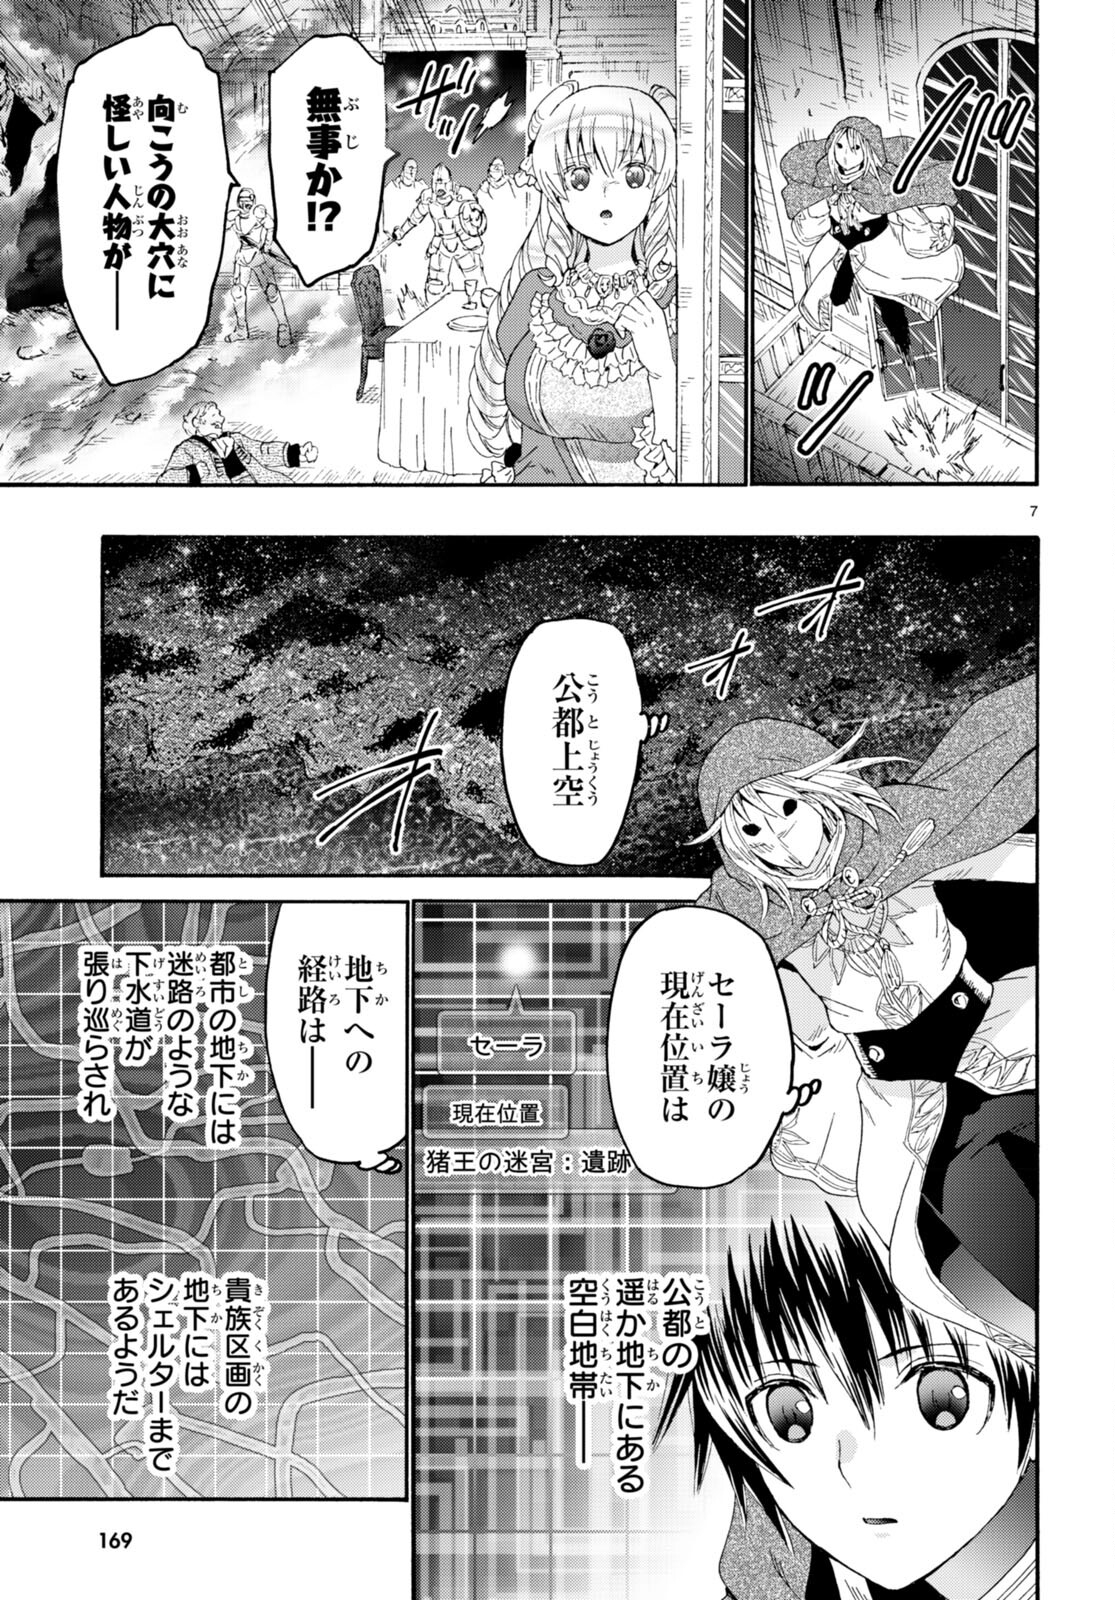 無事か!?
向こうの大穴に
怪しい人物が――
7
公都上空
セーラ嬢の
現在位置は
セーラ
現在位置
猪王の迷宮：遺跡
公都の
遥か地下にある
空白地帯――
地下への
経路は――
都市の地下には
迷路のような
下水道が
張り巡らされ
貴族区画の
地下には
シェルターまで
あるようだ
169